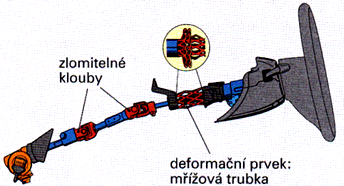 zlomitelné
klouby
deformační prvek:
mřížová trubka